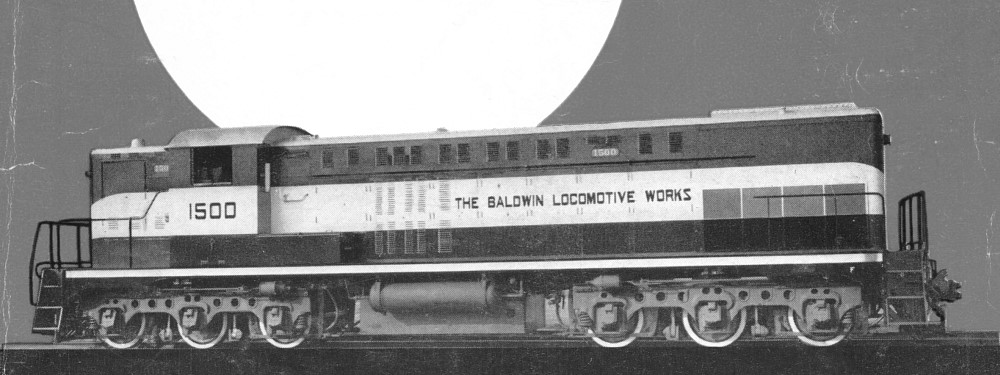 1500
THE BALDWIN LOCOMOTIVE WORKS
1500
F